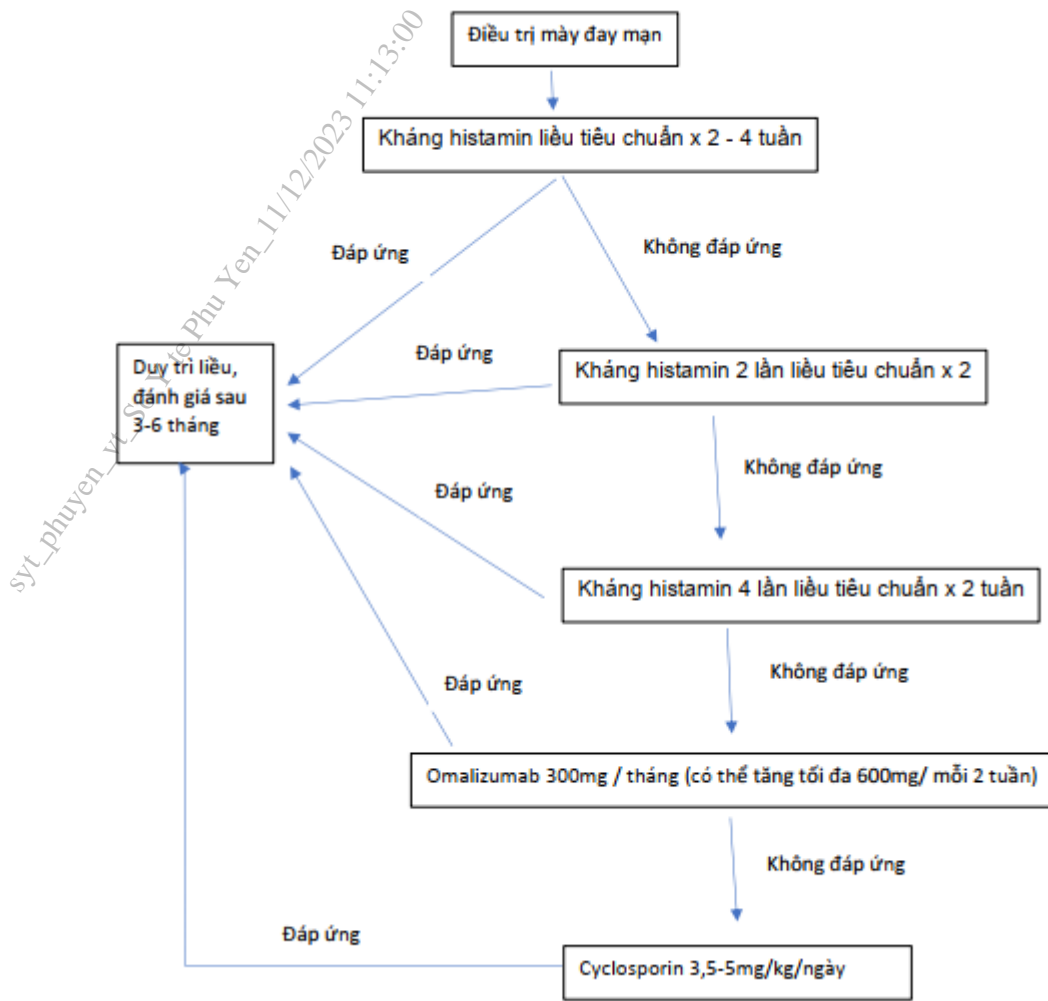 Điều trị mày đay mạn
Kháng histamin liều tiêu chuẩn x 2 - 4 tuần
Đáp ứng
Không đáp ứng
Duy trì liều,
đánh giá sau
3-6 tháng
Đáp ứng
Kháng histamin 2 lần liều tiêu chuẩn x 2
Không đáp ứng
Đáp ứng
Kháng histamin 4 lần liều tiêu chuẩn x 2 tuần
Không đáp ứng
Đáp ứng
Omalizumab 300mg / tháng (có thể tăng tối đa 600mg/ mỗi 2 tuần)
Không đáp ứng
Đáp ứng
Cyclosporin 3,5-5mg/kg/ngày
syt_phuyen_vt_So Y te Phu Yen_11/12/2023 11:13:00